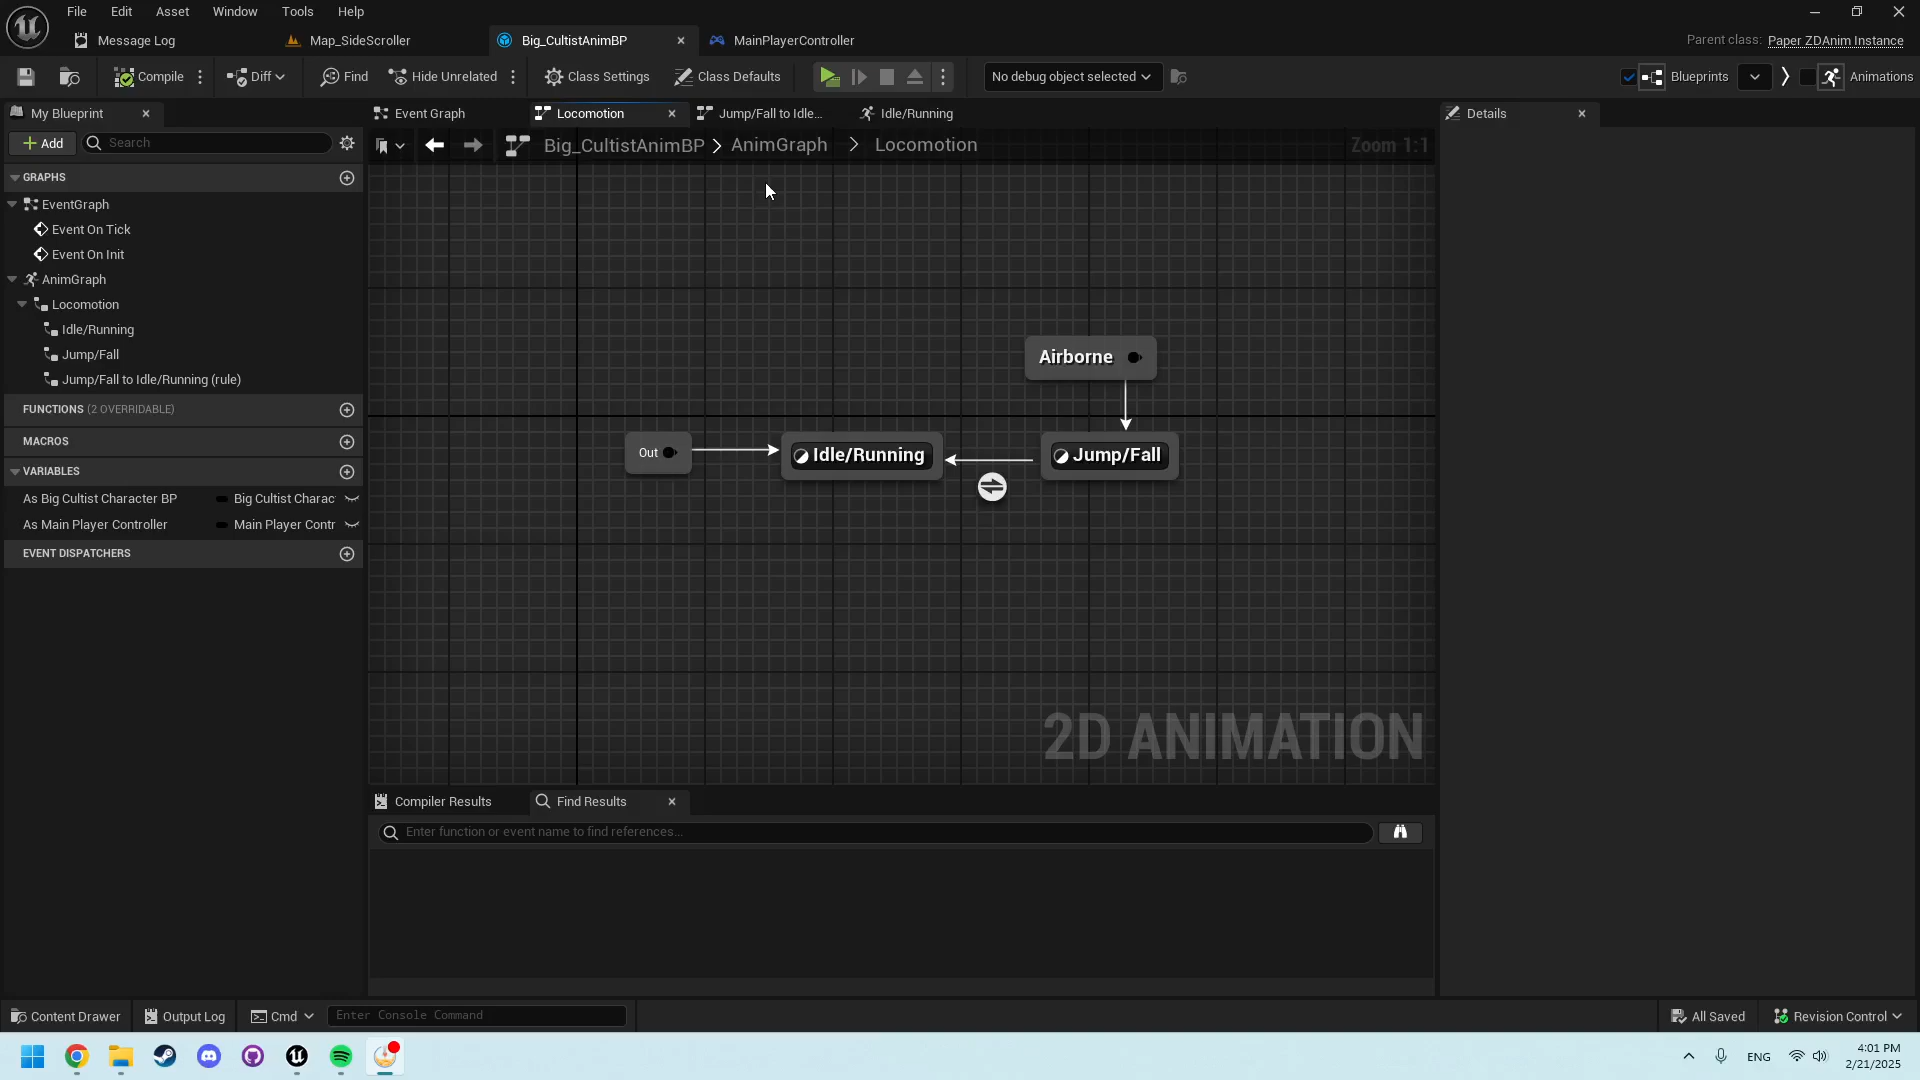 File Edit Asset Window Tools Help
Message Log Map_SideScroller Big_CultistAnimBP MainPlayerController Parent class: Paper ZDAnim Instance
Compile Diff Find Hide Unrelated Class Settings Class Defaults No debug object selected Blueprints Animations
My Blueprint Event Graph Locomotion Jump/Fall to Idle... Idle/Running Details
Add Search Big_CultistAnimBP > AnimGraph > Locomotion Zoom 1:1
GRAPHS
EventGraph
Event On Tick
Event On Init
AnimGraph
Locomotion
Idle/Running
Jump/Fall
Jump/Fall to Idle/Running (rule)
FUNCTIONS (2 OVERRIDABLE)
MACROS
VARIABLES
As Big Cultist Character BP Big Cultist Charac
As Main Player Controller Main Player Contr
EVENT DISPATCHERS
Airborne
Out Idle/Running Jump/Fall
2D ANIMATION
Compiler Results Find Results
Enter function or event name to find references...
Content Drawer Output Log Cmd Enter Console Command All Saved Revision Control
ENG 4:01 PM
2/21/2025